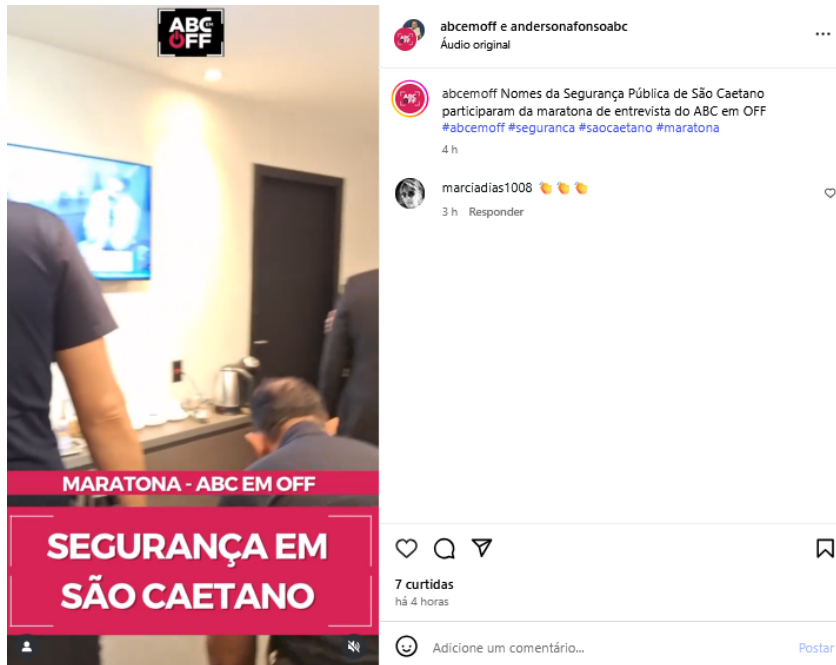 ABC EM
OFF
MARATONA - ABC EM OFF
SEGURANÇA EM
SÃO CAETANO
abcemoff e andersonafonsoabc
Áudio original
abcemoff Nomes da Segurança Pública de São Caetano
participaram da maratona de entrevista do ABC em OFF
#abcemoff #seguranca #saocaetano #maratona
4 h
marciadias1008 👏 👏 👏
3 h Responder
7 curtidas
há 4 horas
Adicione um comentário...
Postar